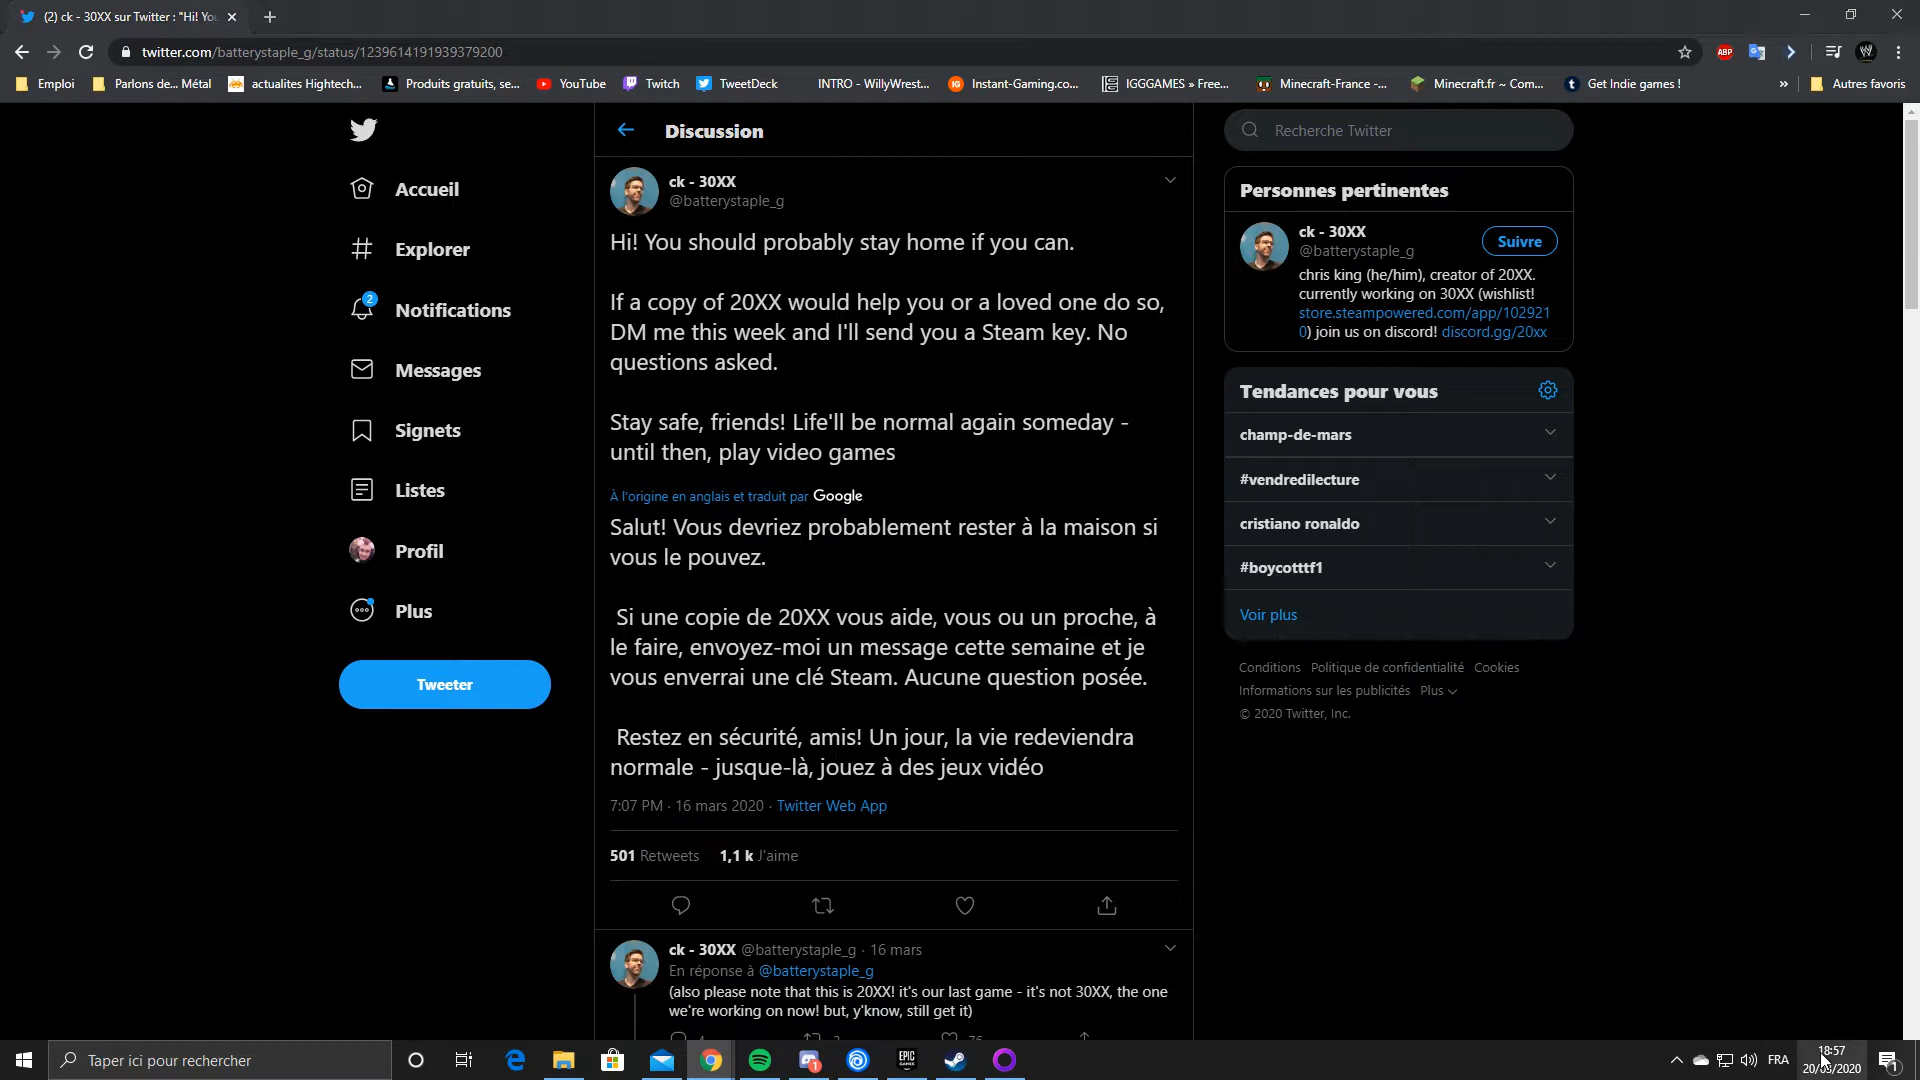 (2) ck - 30XX sur Twitter : "Hi! You
twitter.com/batterystaple_g/status/1239614191939379200
ABP
Emploi
Parlons de... Métal
actualites Hightech...
Produits gratuits, se...
YouTube
Twitch
TweetDeck
INTRO - WillyWrest...
IG
Instant-Gaming.co...
IGGGAMES » Free...
Minecraft-France -...
Minecraft.fr ~ Com...
Get Indie games !
»
Autres favoris
Accueil
Explorer
2
Notifications
Messages
Signets
Listes
Profil
Plus
Tweeter
Discussion
ck - 30XX
@batterystaple_g
Hi! You should probably stay home if you can.
If a copy of 20XX would help you or a loved one do so,
DM me this week and I'll send you a Steam key. No
questions asked.
Stay safe, friends! Life'll be normal again someday -
until then, play video games
À l'origine en anglais et traduit par Google
Salut! Vous devriez probablement rester à la maison si
vous le pouvez.
Si une copie de 20XX vous aide, vous ou un proche, à
le faire, envoyez-moi un message cette semaine et je
vous enverrai une clé Steam. Aucune question posée.
Restez en sécurité, amis! Un jour, la vie redeviendra
normale - jusque-là, jouez à des jeux vidéo
7:07 PM · 16 mars 2020 · Twitter Web App
501 Retweets 1,1 k J'aime
ck - 30XX @batterystaple_g · 16 mars
En réponse à @batterystaple_g
(also please note that this is 20XX! it's our last game - it's not 30XX, the one
we're working on now! but, y'know, still get it)
Recherche Twitter
Personnes pertinentes
ck - 30XX
@batterystaple_g
Suivre
chris king (he/him), creator of 20XX.
currently working on 30XX (wishlist!
store.steampowered.com/app/102921
0) join us on discord! discord.gg/20xx
Tendances pour vous
champ-de-mars
#vendredilecture
cristiano ronaldo
#boycotttf1
Voir plus
Conditions Politique de confidentialité Cookies
Informations sur les publicités Plus
© 2020 Twitter, Inc.
Taper ici pour rechercher
1
EPIC
GAMES
FRA
18:57
20/03/2020
1